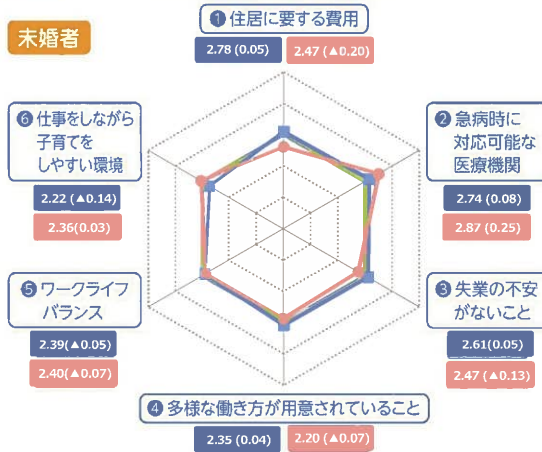 未婚者
❶ 住居に要する費用
2.78 (0.05) 2.47 (▲0.20)
❷ 急病時に
対応可能な
医療機関
2.74 (0.08)
2.87 (0.25)
❸ 失業の不安
がないこと
2.61(0.05)
2.47 (▲0.13)
❹ 多様な働き方が用意されていること
2.35 (0.04) 2.20 (▲0.07)
❺ ワークライフ
バランス
2.39(▲0.05)
2.40(▲0.07)
❻ 仕事をしながら
子育てを
しやすい環境
2.22 (▲0.14)
2.36(0.03)